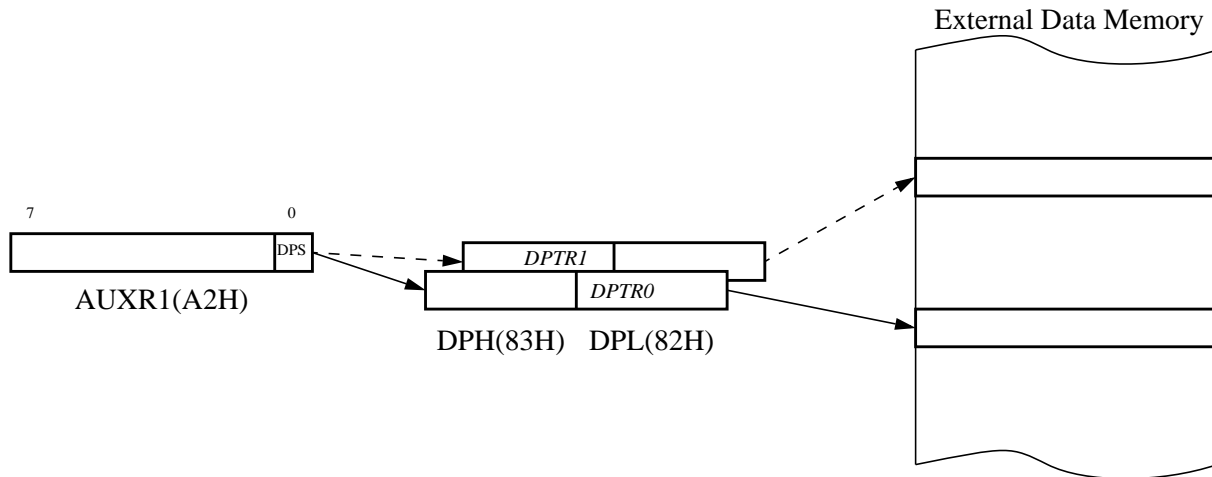 External Data Memory
7 0
DPS
DPTR1
DPTR0
AUXR1(A2H)
DPH(83H) DPL(82H)